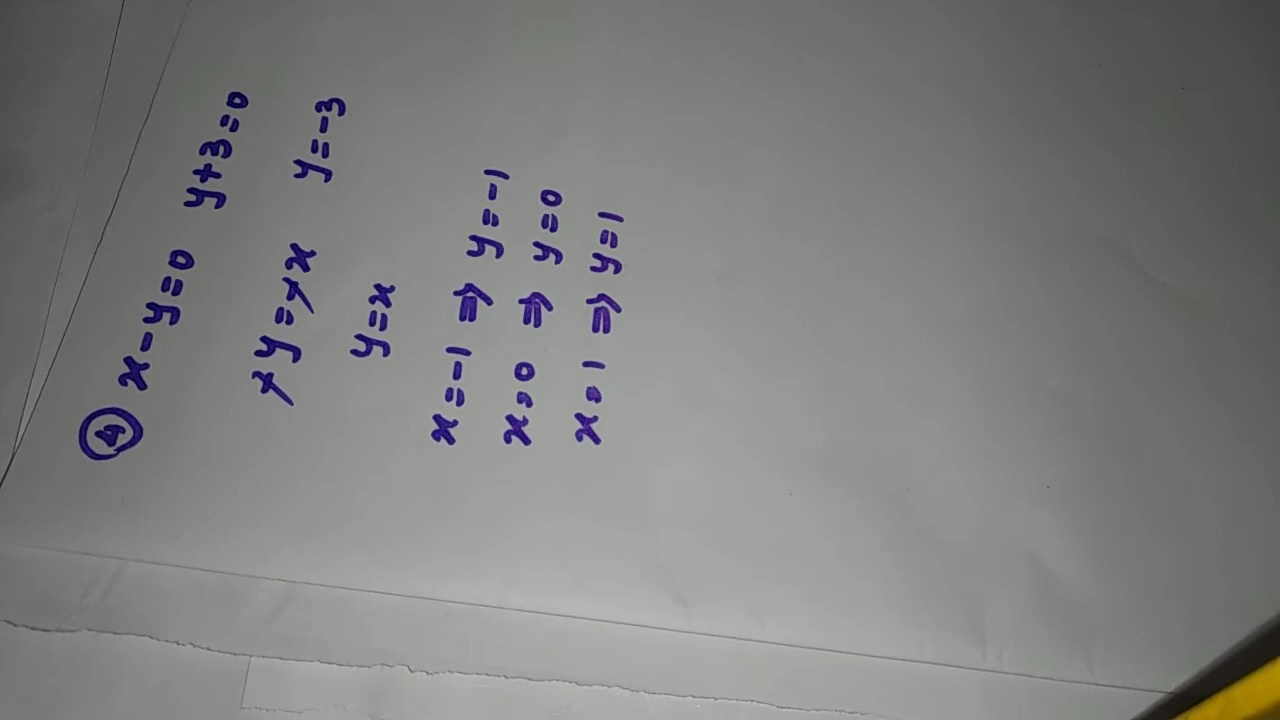 ④ x-y=0 y+3=0
-y=-x y=-3
y=x
x=-1 ⇒ y=-1
x=0 ⇒ y=0
x=1 ⇒ y=1